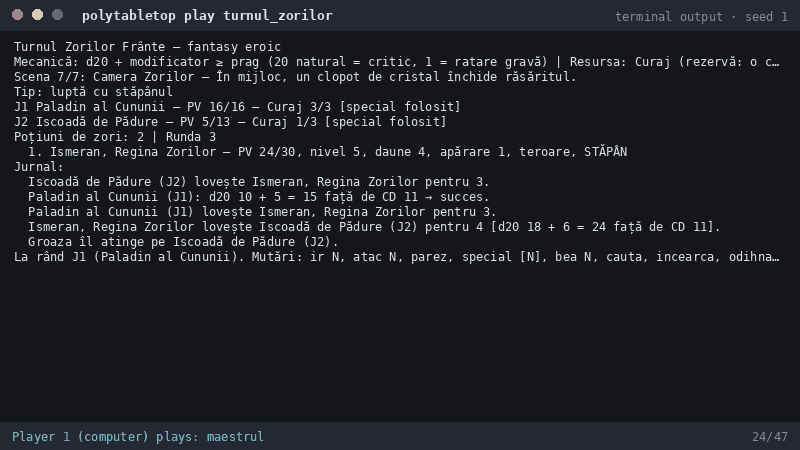 polytabletop play turnul_zorilor
terminal output · seed 1
Turnul Zorilor Frânte — fantasy eroic
Mecanică: d20 + modificator ≥ prag (20 natural = critic, 1 = ratare gravă) | Resursa: Curaj (rezervă: o c…
Scena 7/7: Camera Zorilor — În mijloc, un clopot de cristal închide răsăritul.
Tip: luptă cu stăpânul
J1 Paladin al Cununii — PV 16/16 — Curaj 3/3 [special folosit]
J2 Iscoadă de Pădure — PV 5/13 — Curaj 1/3 [special folosit]
Poțiuni de zori: 2 | Runda 3
1. Ismeran, Regina Zorilor — PV 24/30, nivel 5, daune 4, apărare 1, teroare, STĂPÂN
Jurnal:
Iscoadă de Pădure (J2) lovește Ismeran, Regina Zorilor pentru 3.
Paladin al Cununii (J1): d20 10 + 5 = 15 față de CD 11 → succes.
Paladin al Cununii (J1) lovește Ismeran, Regina Zorilor pentru 3.
Ismeran, Regina Zorilor lovește Iscoadă de Pădure (J2) pentru 4 [d20 18 + 6 = 24 față de CD 11].
Groaza îl atinge pe Iscoadă de Pădure (J2).
La rând J1 (Paladin al Cununii). Mutări: ir N, atac N, parez, special [N], bea N, cauta, incearca, odihna…
Player 1 (computer) plays: maestrul
24/47